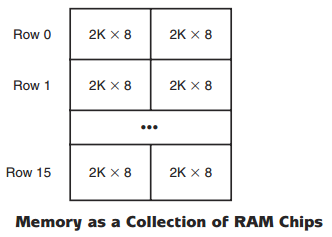 Row 0 2K × 8 2K × 8
Row 1 2K × 8 2K × 8
•••
Row 15 2K × 8 2K × 8
Memory as a Collection of RAM Chips